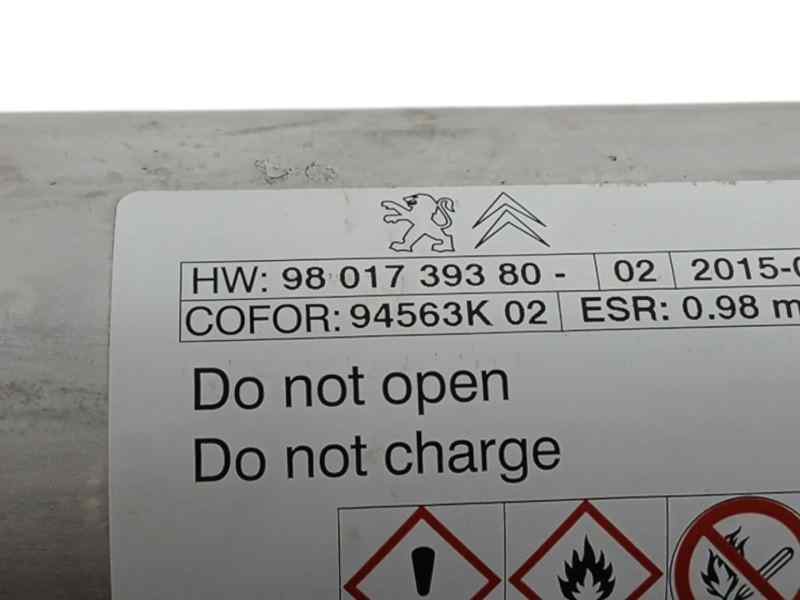 HW: 98 017 393 80 - 02 2015-0
COFOR: 94563K 02 ESR: 0.98 m
Do not open
Do not charge